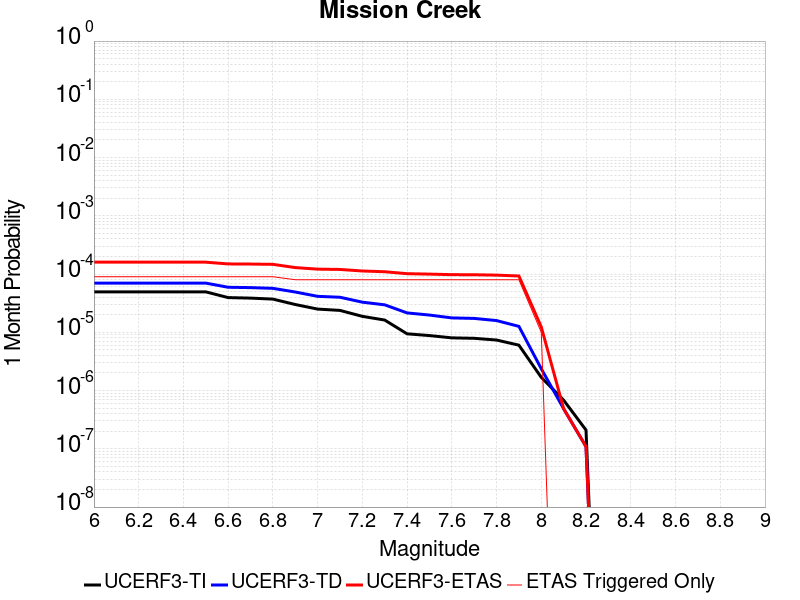 Mission Creek
10^0
10^-1
10^-2
10^-3
10^-4
10^-5
10^-6
10^-7
10^-8
1 Month Probability
6 6.2 6.4 6.6 6.8 7 7.2 7.4 7.6 7.8 8 8.2 8.4 8.6 8.8 9
Magnitude
UCERF3-TI UCERF3-TD UCERF3-ETAS ETAS Triggered Only